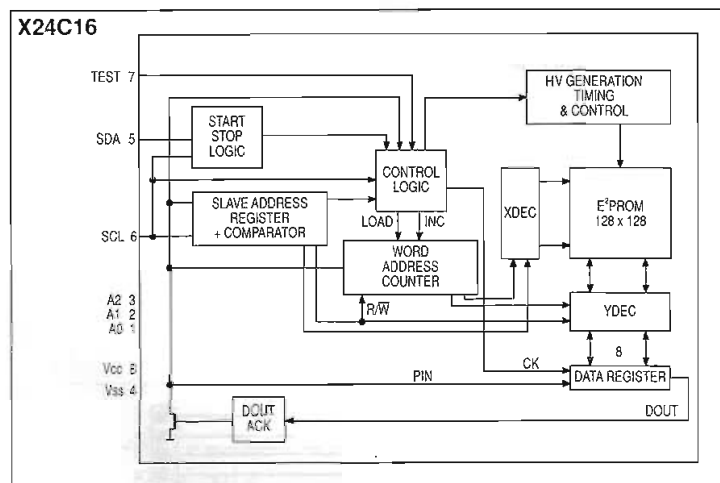 X24C16
TEST 7
HV GENERATION
TIMING
& CONTROL
START
STOP
LOGIC
SDA 5
CONTROL
LOGIC
XDEC
E²PROM
128 x 128
SLAVE ADDRESS
REGISTER
+ COMPARATOR
SCL 6
LOAD
INC
WORD
ADDRESS
COUNTER
A2 3
A1 2
A0 1
R/W̅
YDEC
8
Vcc 8
CK
PIN
DATA REGISTER
Vss 4
DOUT
ACK
DOUT